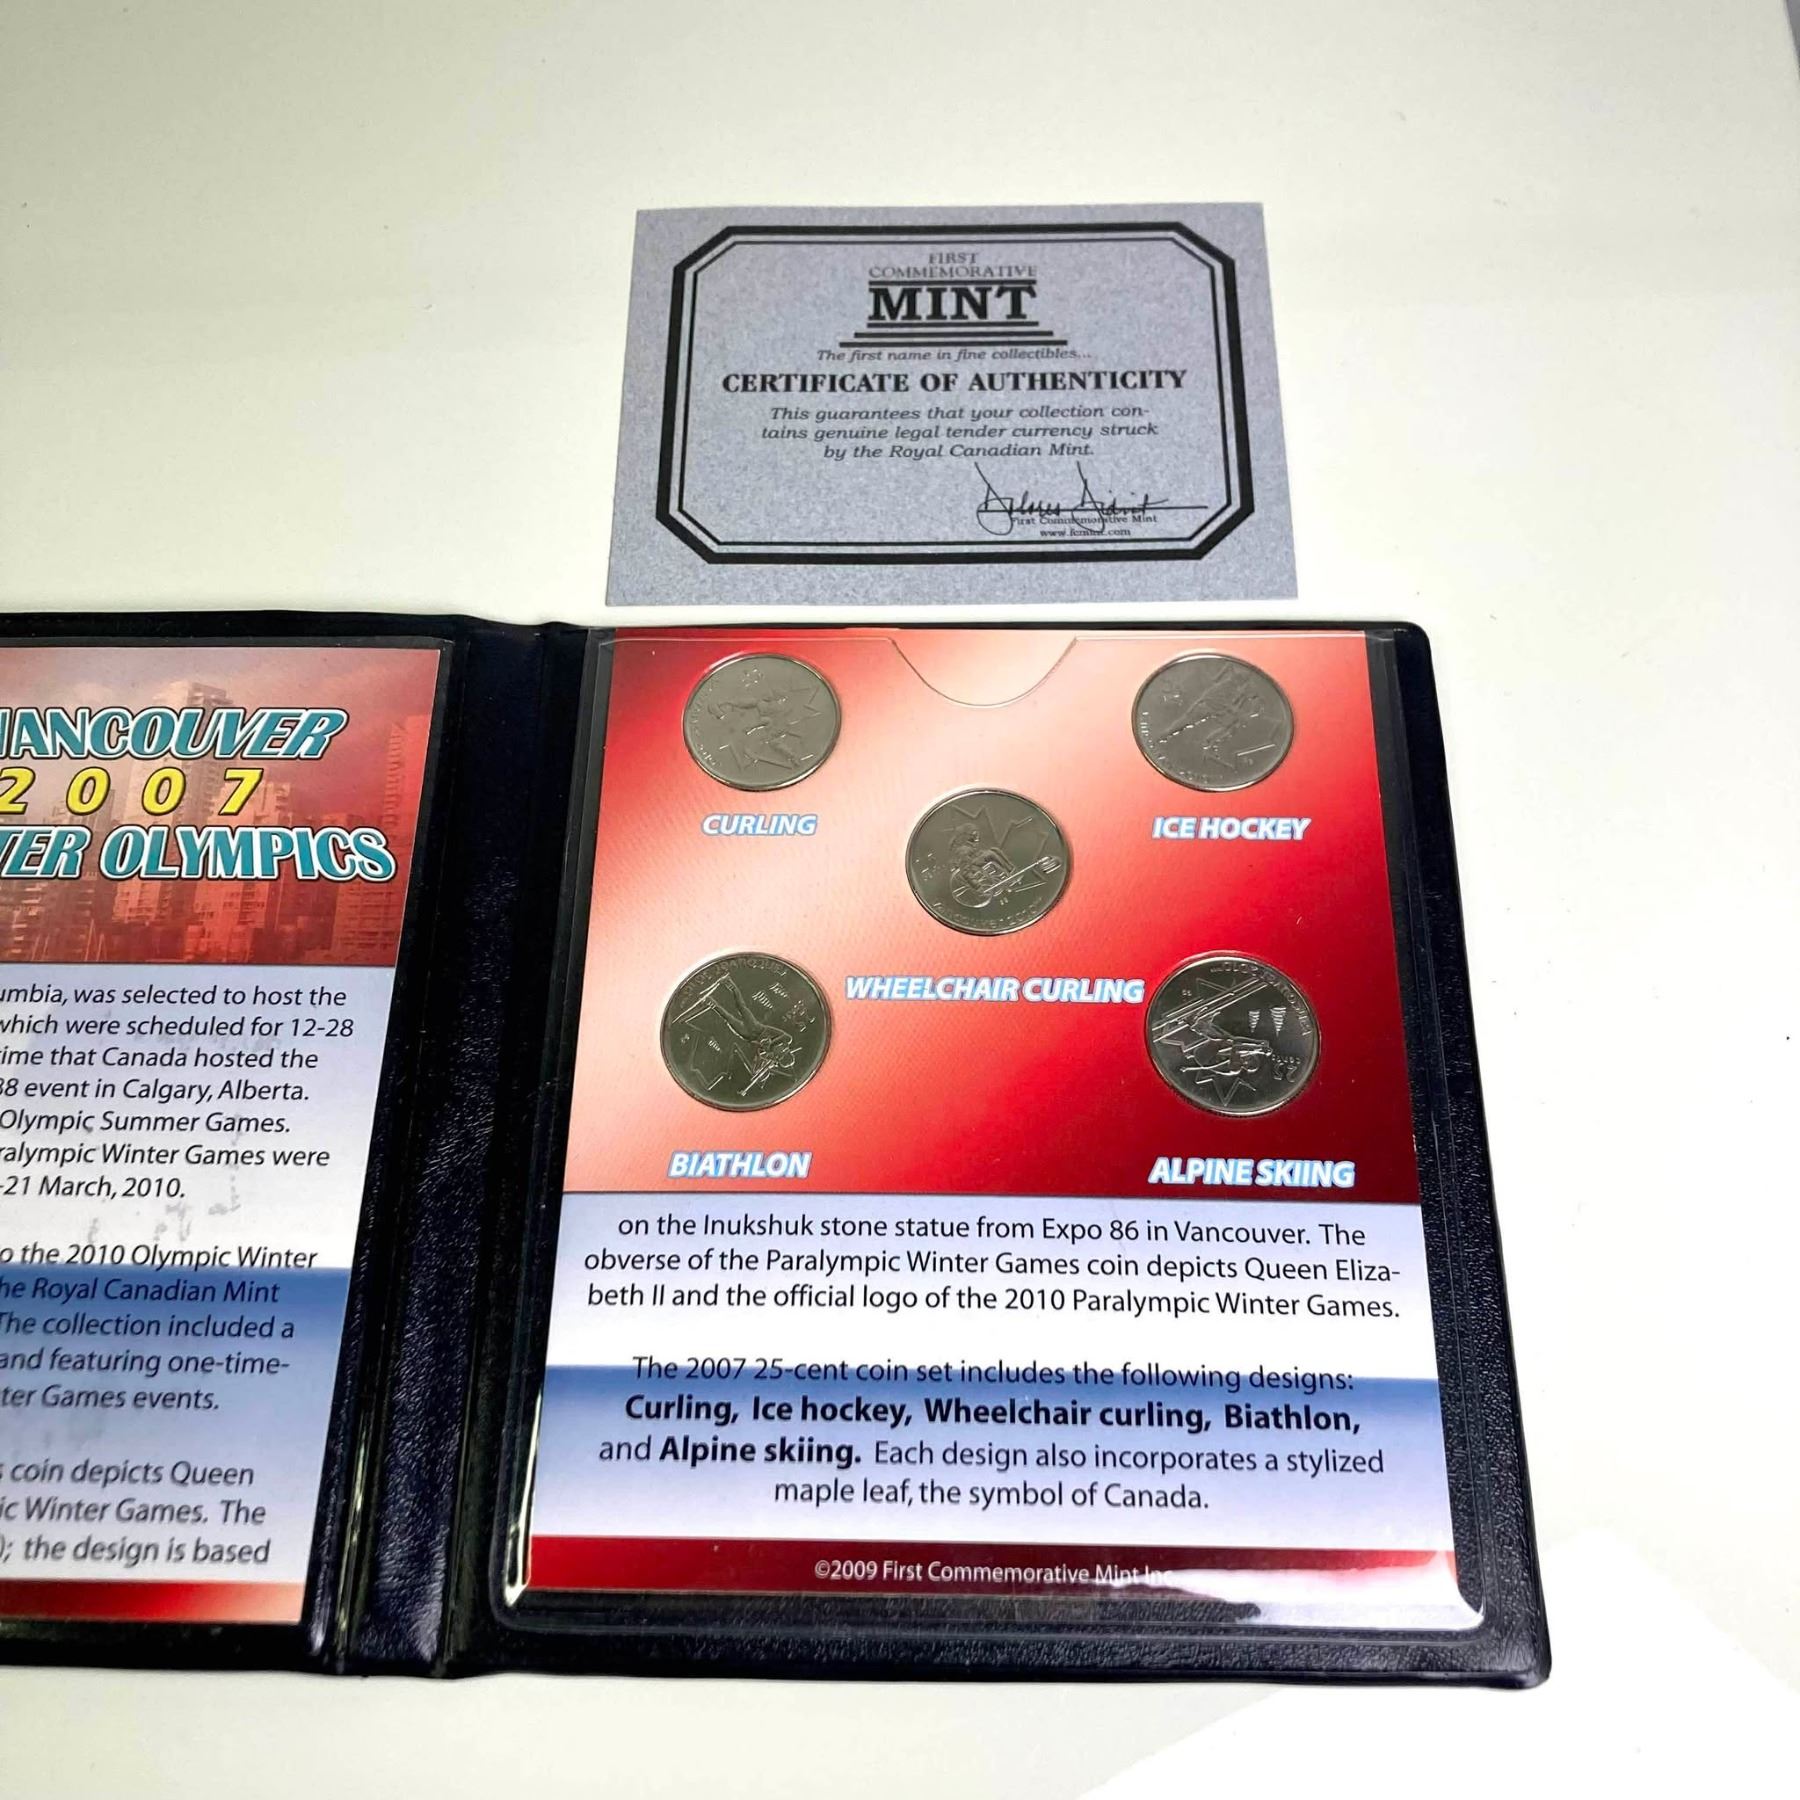 FIRST
COMMEMORATIVE
MINT
The first name in fine collectibles...
CERTIFICATE OF AUTHENTICITY
This guarantees that your collection con-
tains genuine legal tender currency struck
by the Royal Canadian Mint.
First Commemorative Mint
www.fcmint.com
VANCOUVER
2007
TER OLYMPICS
umbia, was selected to host the
which were scheduled for 12-28
ime that Canada hosted the
88 event in Calgary, Alberta.
Olympic Summer Games.
ralympic Winter Games were
-21 March, 2010.
o the 2010 Olympic Winter
he Royal Canadian Mint
The collection included a
and featuring one-time-
ter Games events.
s coin depicts Queen
ic Winter Games. The
); the design is based
CURLING
ICE HOCKEY
WHEELCHAIR CURLING
BIATHLON
ALPINE SKIING
on the Inukshuk stone statue from Expo 86 in Vancouver. The
obverse of the Paralympic Winter Games coin depicts Queen Eliza-
beth II and the official logo of the 2010 Paralympic Winter Games.
The 2007 25-cent coin set includes the following designs:
Curling, Ice hockey, Wheelchair curling, Biathlon,
and Alpine skiing. Each design also incorporates a stylized
maple leaf, the symbol of Canada.
©2009 First Commemorative Mint Inc.